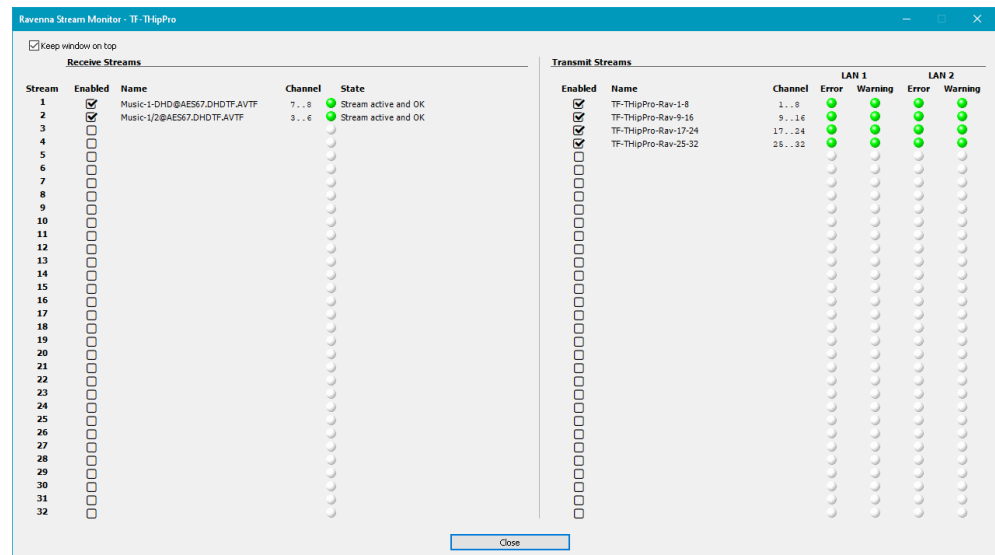 Ravenna Stream Monitor - TF-THipPro
Keep window on top
Receive Streams Transmit Streams
LAN 1 LAN 2
Stream Enabled Name Channel State Enabled Name Channel Error Warning Error Warning
1 Music-1-DHD@AES67.DHDTF.AVTF 7..8 Stream active and OK TF-THipPro-Rav-1-8 1..8
2 Music-1/2@AES67.DHDTF.AVTF 3..6 Stream active and OK TF-THipPro-Rav-9-16 9..16
3 TF-THipPro-Rav-17-24 17..24
4 TF-THipPro-Rav-25-32 25..32
5
6
7
8
9
10
11
12
13
14
15
16
17
18
19
20
21
22
23
24
25
26
27
28
29
30
31
32
Close